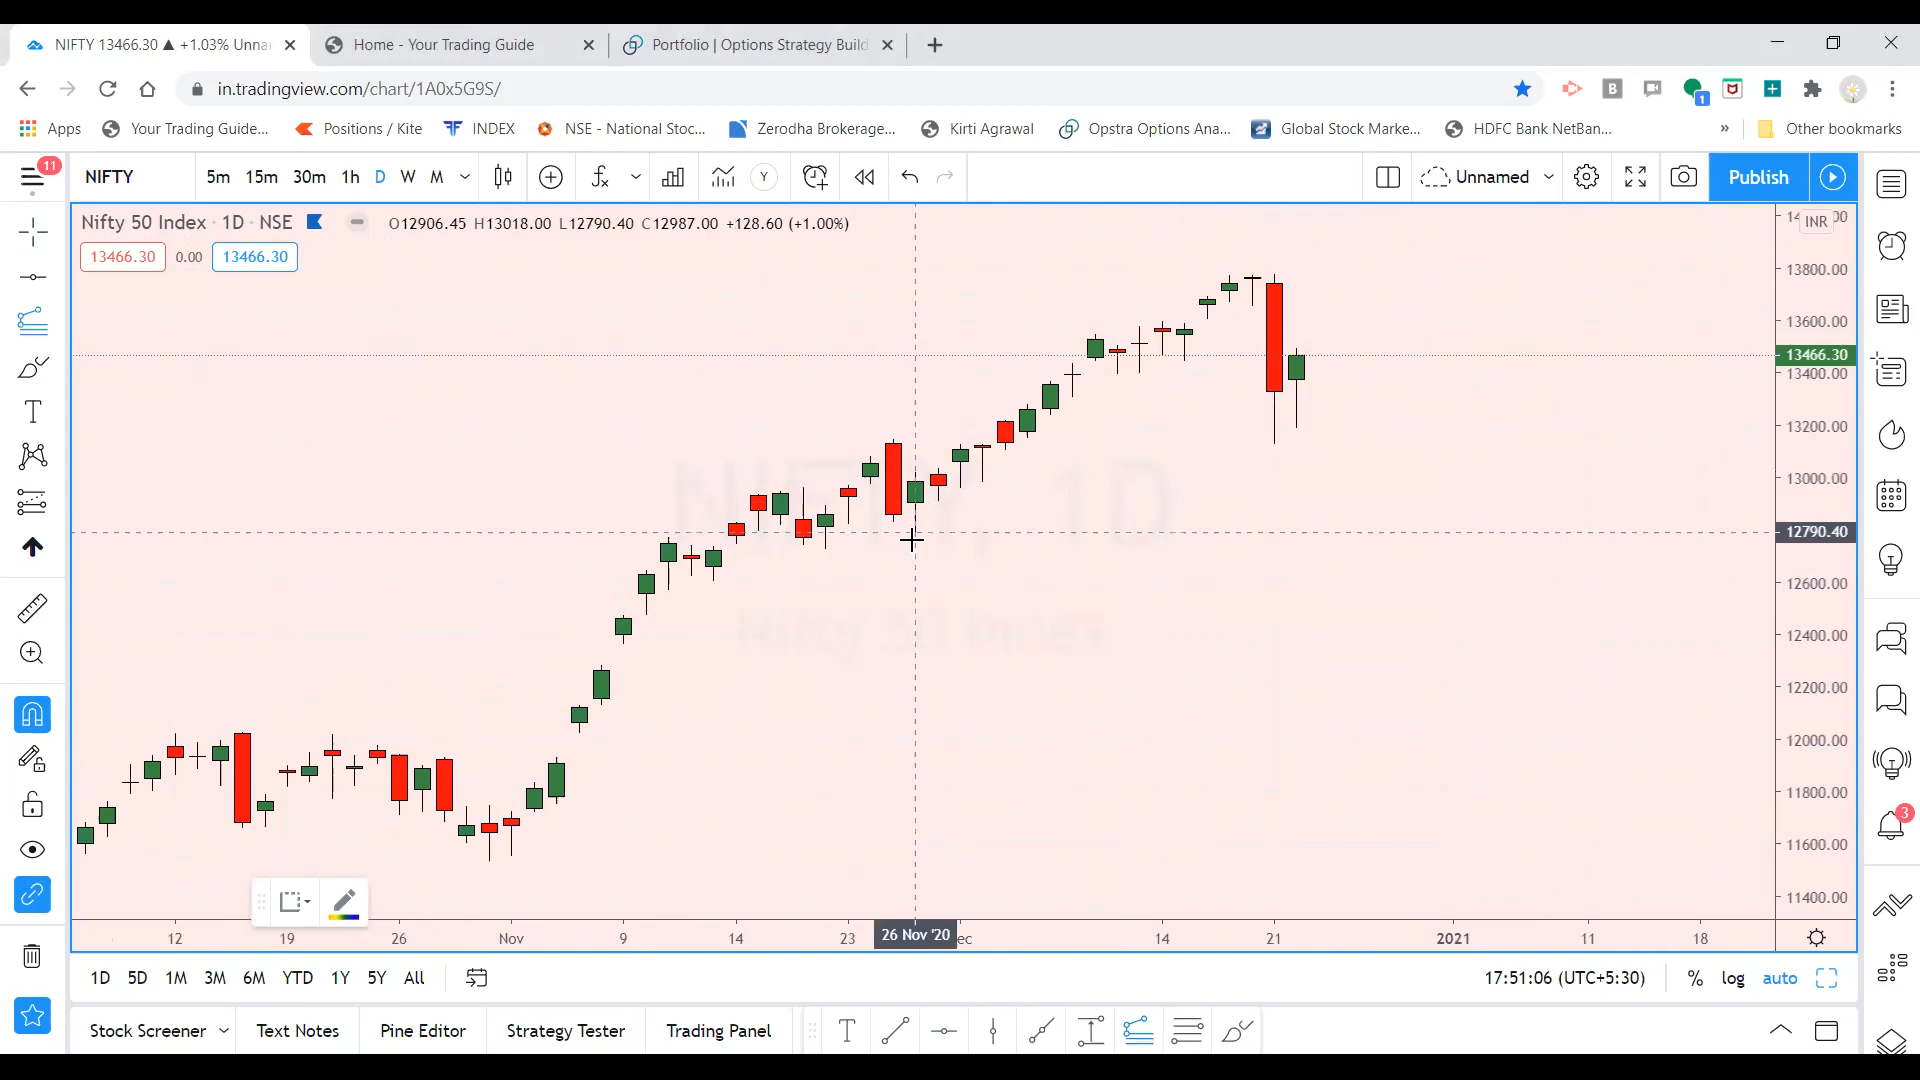 NIFTY 13466.30 ▲ +1.03% Unna
Home - Your Trading Guide
Portfolio | Options Strategy Build
in.tradingview.com/chart/1A0x5G9S/
1
Apps
Your Trading Guide...
Positions / Kite
INDEX
NSE - National Stoc...
Zerodha Brokerage...
Kirti Agrawal
Opstra Options Ana...
Global Stock Marke...
HDFC Bank NetBan...
»
Other bookmarks
11
NIFTY
5m 15m 30m 1h D W M
Y
Unnamed
Publish
Nifty 50 Index · 1D · NSE
O12906.45 H13018.00 L12790.40 C12987.00 +128.60 (+1.00%)
INR
13466.30 0.00 13466.30
13800.00
13600.00
13466.30
13400.00
13200.00
13000.00
12790.40
12600.00
12400.00
12200.00
12000.00
11800.00
11600.00
11400.00
NIFTY, 1D
Nifty 50 Index
3
12 19 26 Nov 9 14 23 26 Nov '20 ec 14 21 2021 11 18
1D 5D 1M 3M 6M YTD 1Y 5Y All
17:51:06 (UTC+5:30) % log auto
Stock Screener Text Notes Pine Editor Strategy Tester Trading Panel